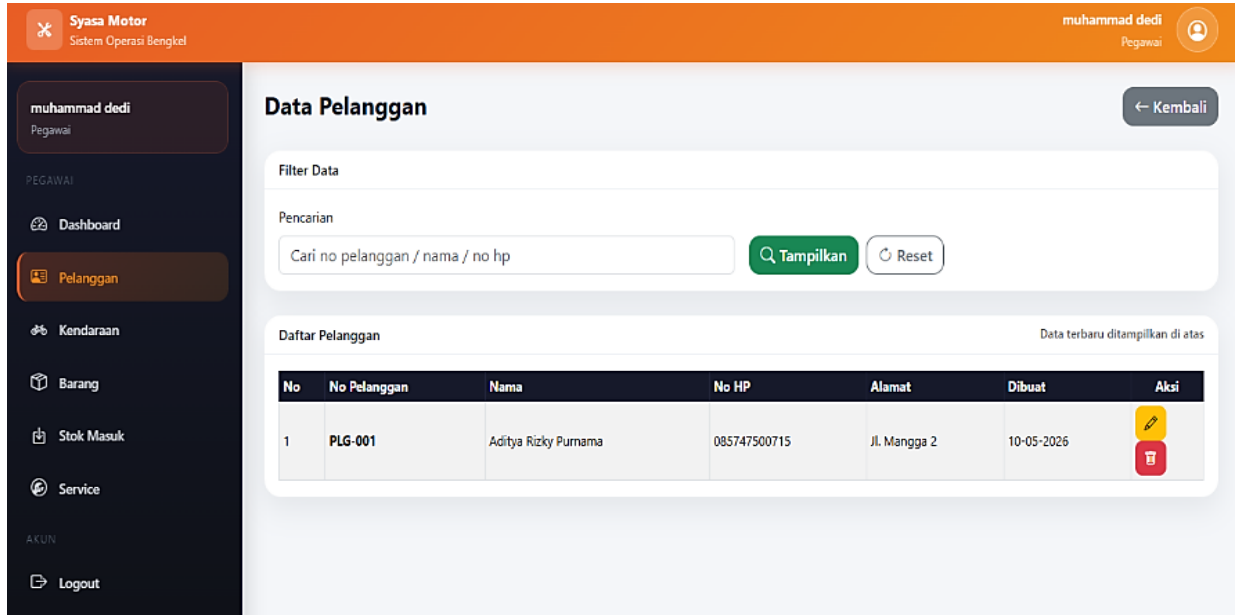 Syasa Motor
Sistem Operasi Bengkel
muhammad dedi
Pegawai
muhammad dedi
Pegawai
PEGAWAI
Dashboard
Pelanggan
Kendaraan
Barang
Stok Masuk
Service
AKUN
Logout
Data Pelanggan
← Kembali
Filter Data
Pencarian
Cari no pelanggan / nama / no hp
Tampilkan
Reset
Daftar Pelanggan
Data terbaru ditampilkan di atas
No No Pelanggan Nama No HP Alamat Dibuat Aksi
1 PLG-001 Aditya Rizky Purnama 085747500715 Jl. Mangga 2 10-05-2026